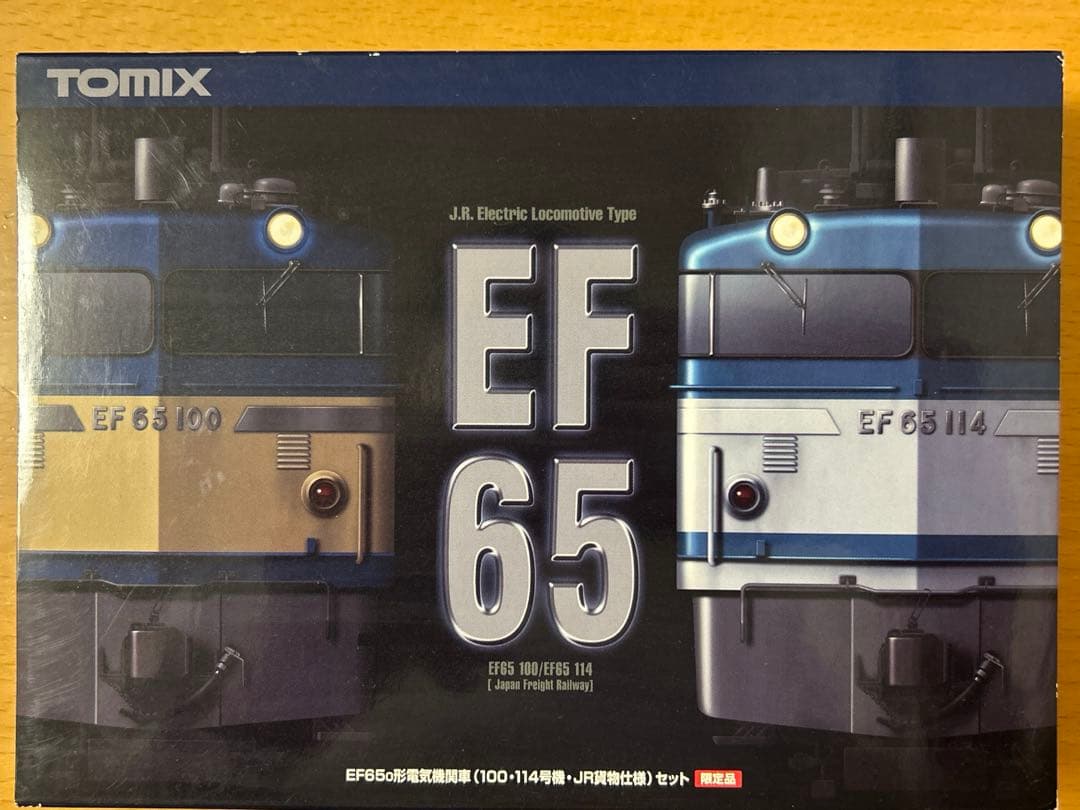 TOMIX
J.R. Electric Locomotive Type
EF
65
EF 65 100
EF 65 114
EF65 100/EF65 114
[ Japan Freight Railway]
EF650形電気機関車(100・114号機・JR貨物仕様)セット 限定品